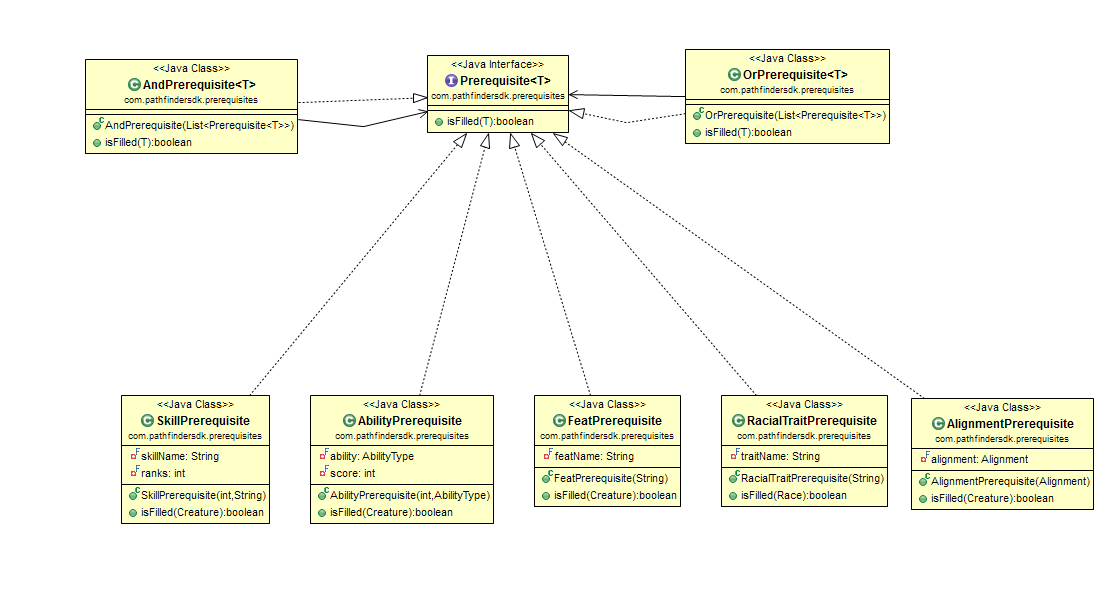 <<Java Class>>
AndPrerequisite<T>
com.pathfindersdk.prerequisites
AndPrerequisite(List<Prerequisite<T>>)
isFilled(T):boolean
<<Java Interface>>
Prerequisite<T>
com.pathfindersdk.prerequisites
isFilled(T):boolean
<<Java Class>>
OrPrerequisite<T>
com.pathfindersdk.prerequisites
OrPrerequisite(List<Prerequisite<T>>)
isFilled(T):boolean
<<Java Class>>
SkillPrerequisite
com.pathfindersdk.prerequisites
skillName: String
ranks: int
SkillPrerequisite(int,String)
isFilled(Creature):boolean
<<Java Class>>
AbilityPrerequisite
com.pathfindersdk.prerequisites
ability: AbilityType
score: int
AbilityPrerequisite(int,AbilityType)
isFilled(Creature):boolean
<<Java Class>>
FeatPrerequisite
com.pathfindersdk.prerequisites
featName: String
FeatPrerequisite(String)
isFilled(Creature):boolean
<<Java Class>>
RacialTraitPrerequisite
com.pathfindersdk.prerequisites
traitName: String
RacialTraitPrerequisite(String)
isFilled(Race):boolean
<<Java Class>>
AlignmentPrerequisite
com.pathfindersdk.prerequisites
alignment: Alignment
AlignmentPrerequisite(Alignment)
isFilled(Creature):boolean